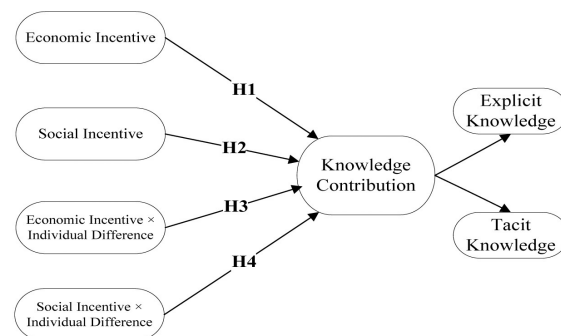 Economic Incentive
H1
Social Incentive
H2
Economic Incentive ×
Individual Difference
H3
Social Incentive ×
Individual Difference
H4
Knowledge
Contribution
Explicit
Knowledge
Tacit
Knowledge